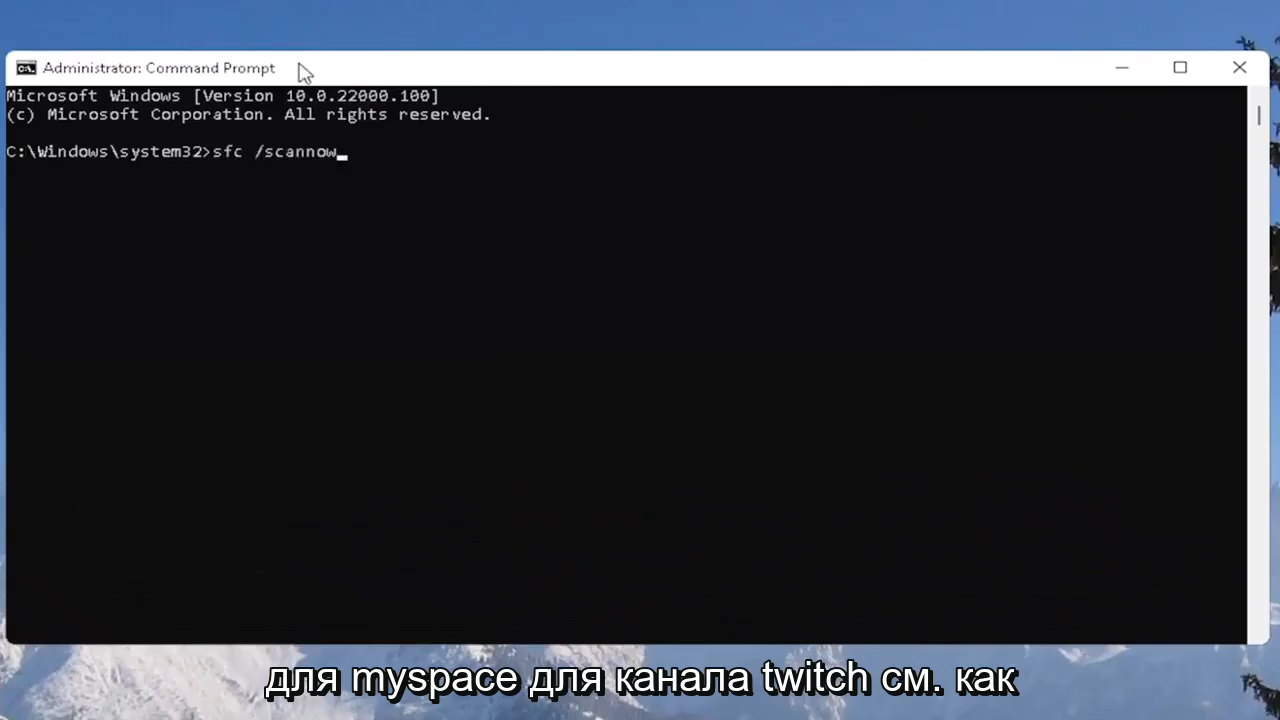 Administrator: Command Prompt
Microsoft Windows [Version 10.0.22000.100]
(c) Microsoft Corporation. All rights reserved.
C:\Windows\system32>sfc /scannow
для myspace для канала twitch см. как